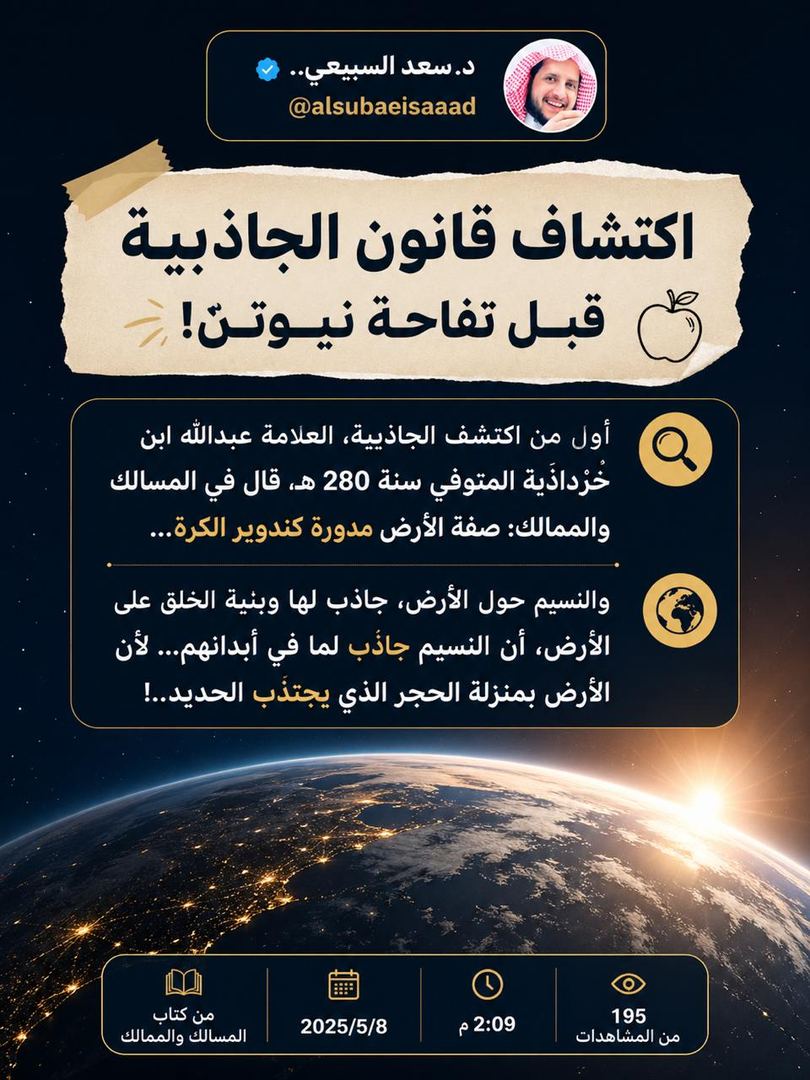 د. سعد السبيعي..
@alsubaeisaaad
اكتشاف قانون الجاذبية
قبـل تفاحـة نيـوتـنٌ!
أول من اكتشف الجاذبية، العلامة عبدالله ابن
خُرْداذَية المتوفي سنة 280 هـ، قال في المسالك
والممالك: صفة الأرض مدورة كندوير الكرة...
والنسيم حول الأرض، جاذب لها وبنية الخلق على
الأرض، أن النسيم جاذٔب لما في أبدانهم... لأن
الأرض بمنزلة الحجر الذي يجتذَب الحديد..!
195
من المشاهدات
2:09 م
2025/5/8
من كتاب
المسالك والممالك